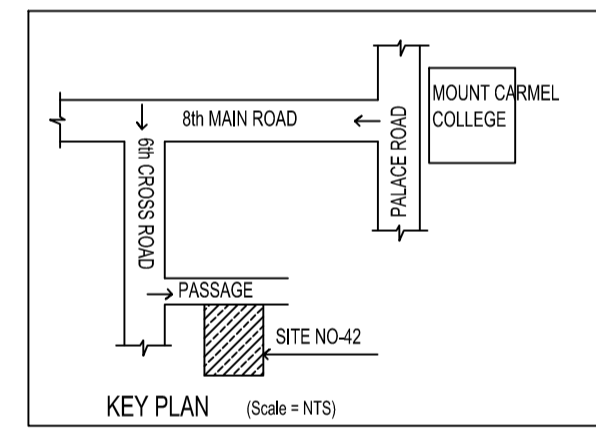 MOUNT CARMEL
COLLEGE
8th MAIN ROAD
PALACE ROAD
6th CROSS ROAD
PASSAGE
SITE NO-42
KEY PLAN (Scale = NTS)